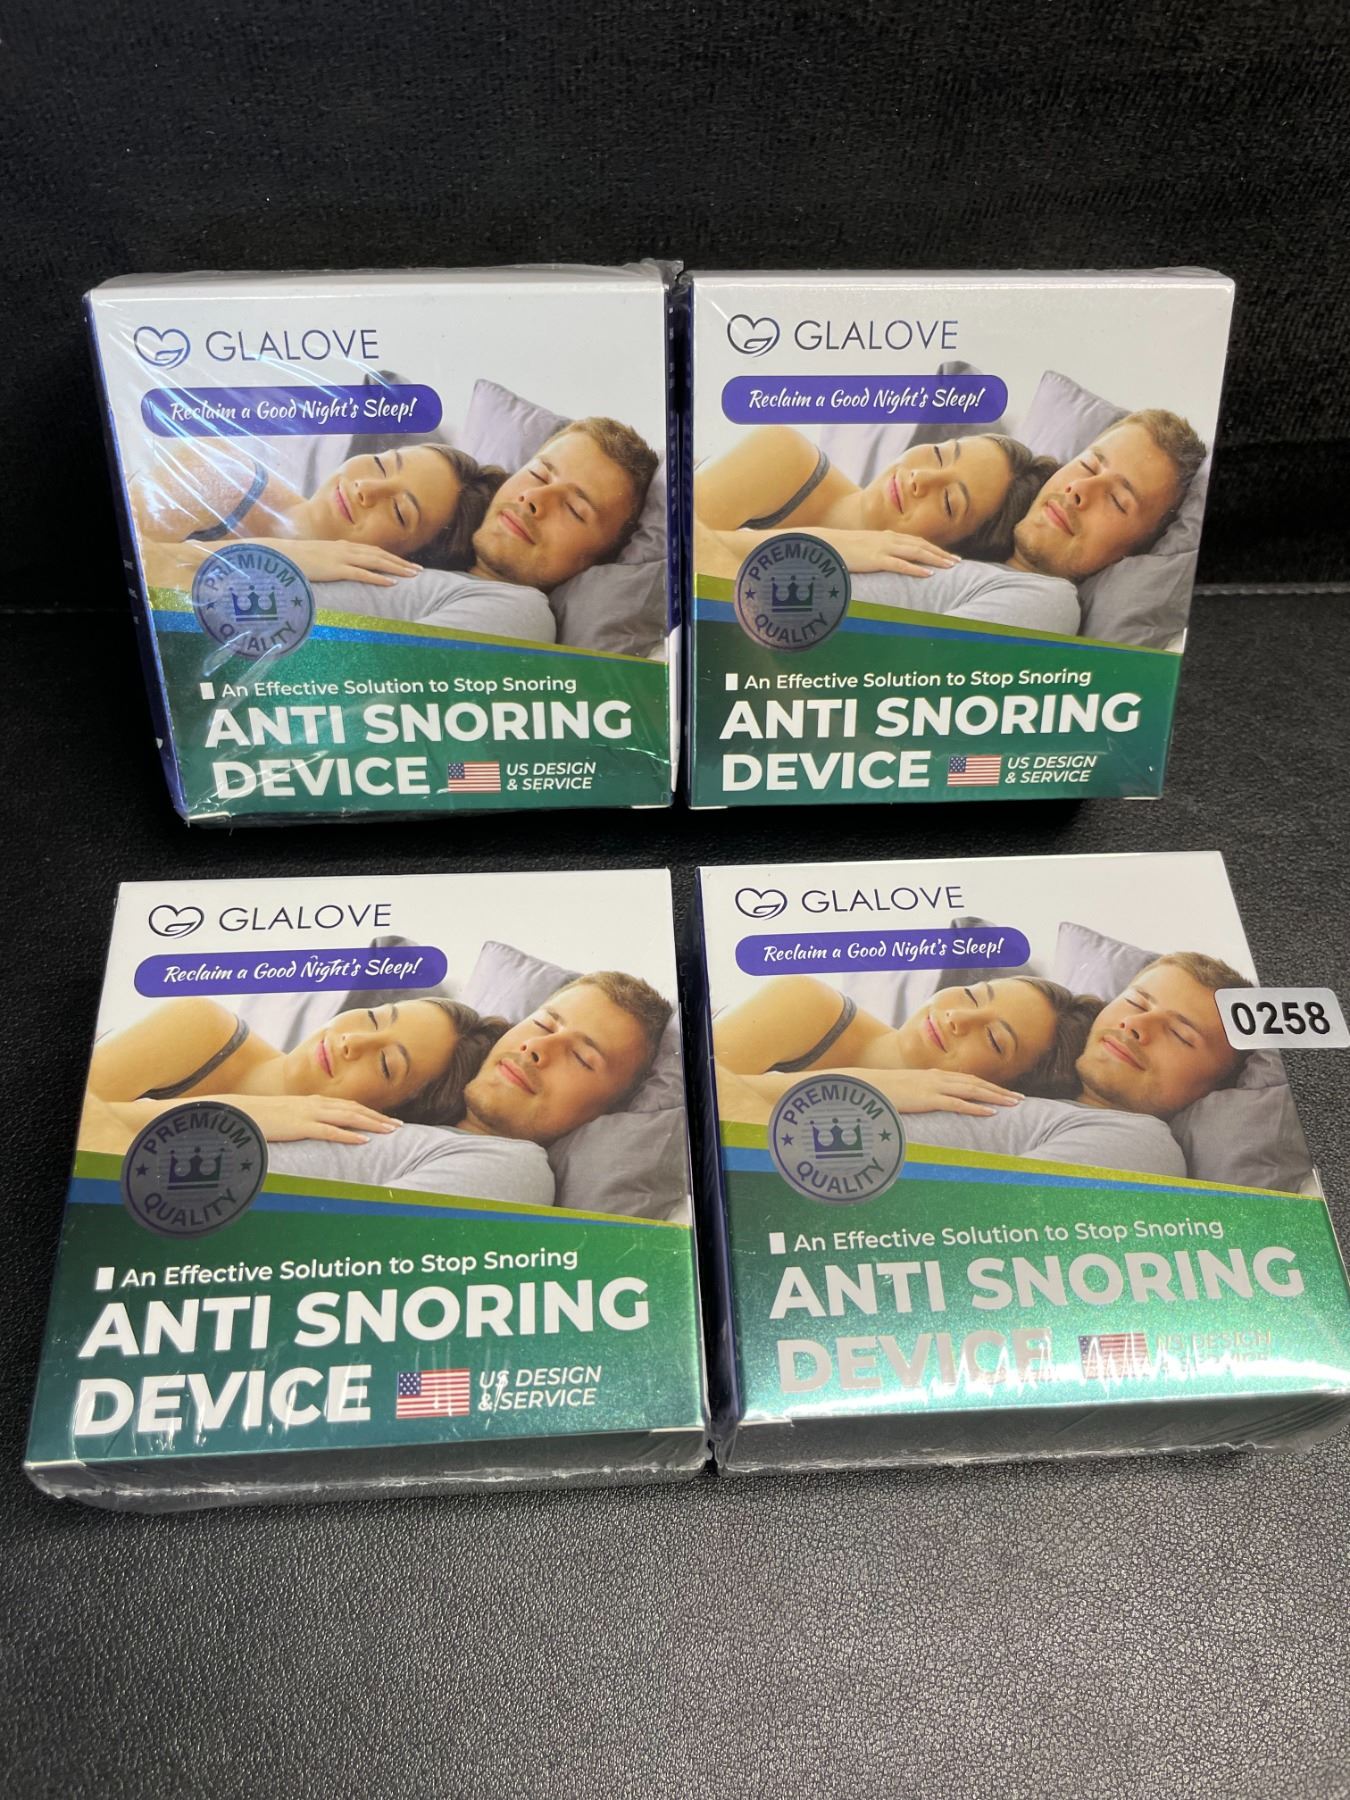 GLALOVE
Reclaim a Good Night's Sleep!
PREMIUM
QUALITY
An Effective Solution to Stop Snoring
ANTI SNORING
DEVICE
US DESIGN
& SERVICE
GLALOVE
Reclaim a Good Night's Sleep!
PREMIUM
QUALITY
An Effective Solution to Stop Snoring
ANTI SNORING
DEVICE
US DESIGN
& SERVICE
GLALOVE
Reclaim a Good Night's Sleep!
PREMIUM
QUALITY
An Effective Solution to Stop Snoring
ANTI SNORING
DEVICE
US DESIGN
& SERVICE
GLALOVE
Reclaim a Good Night's Sleep!
0258
PREMIUM
QUALITY
An Effective Solution to Stop Snoring
ANTI SNORING
DEVICE
US DESIGN
& SERVICE